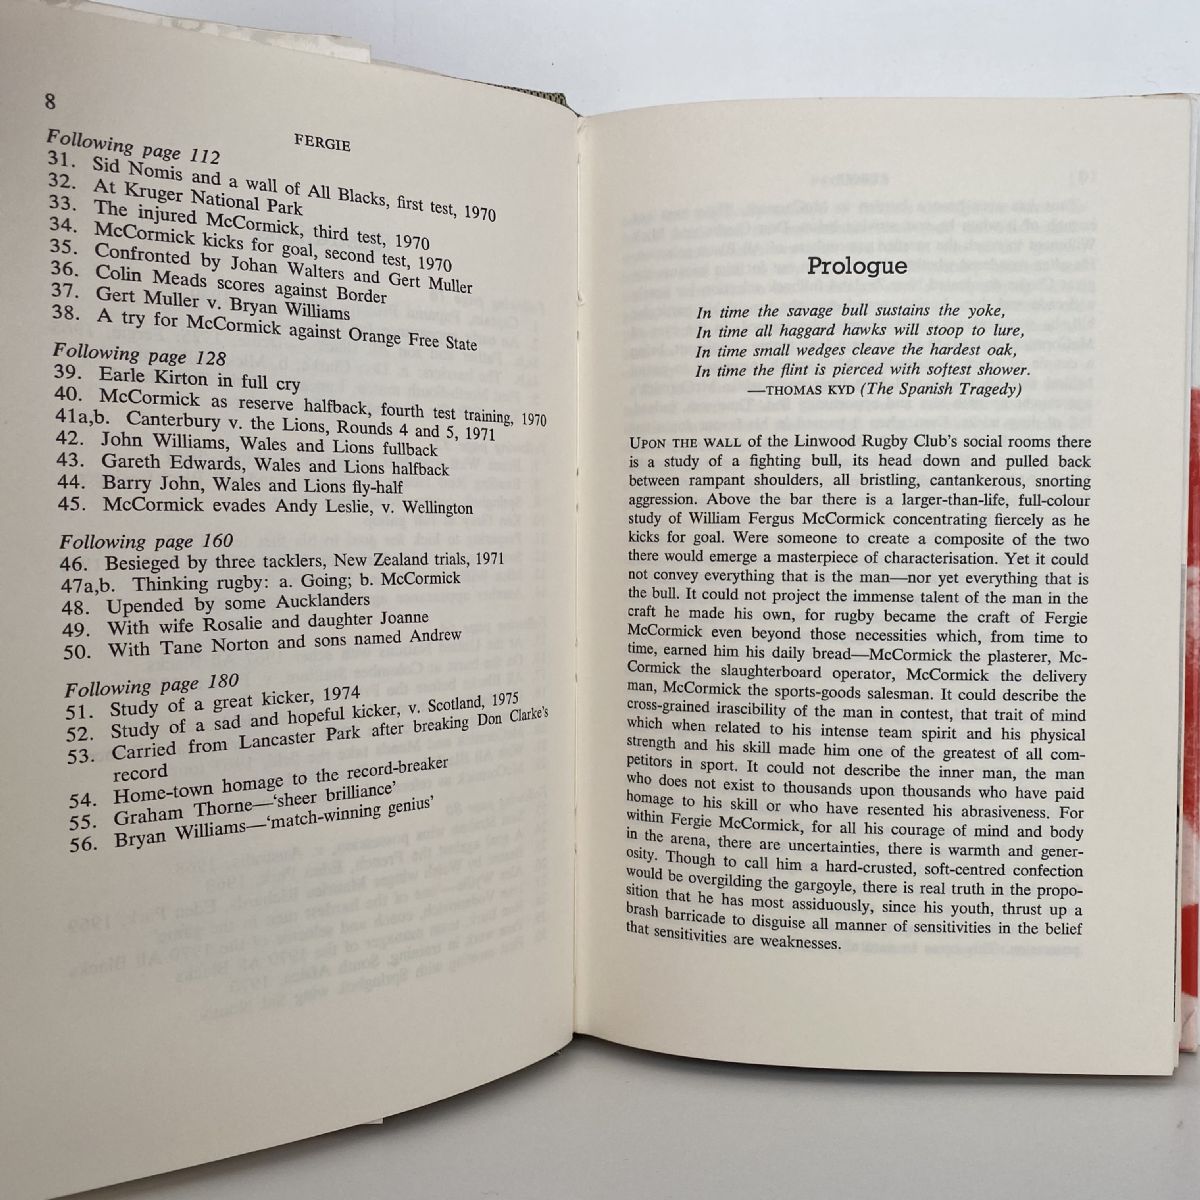 8
FERGIE
Following page 112
31. Sid Nomis and a wall of All Blacks, first test, 1970
32. At Kruger National Park
33. The injured McCormick, third test, 1970
34. McCormick kicks for goal, second test, 1970
35. Confronted by Johan Walters and Gert Muller
36. Colin Meads scores against Border
37. Gert Muller v. Bryan Williams
38. A try for McCormick against Orange Free State
Following page 128
39. Earle Kirton in full cry
40. McCormick as reserve halfback, fourth test training, 1970
41a,b. Canterbury v. the Lions, Rounds 4 and 5, 1971
42. John Williams, Wales and Lions fullback
43. Gareth Edwards, Wales and Lions halfback
44. Barry John, Wales and Lions fly-half
45. McCormick evades Andy Leslie, v. Wellington
Following page 160
46. Besieged by three tacklers, New Zealand trials, 1971
47a,b. Thinking rugby: a. Going; b. McCormick
48. Upended by some Aucklanders
49. With wife Rosalie and daughter Joanne
50. With Tane Norton and sons named Andrew
Following page 180
51. Study of a great kicker, 1974
52. Study of a sad and hopeful kicker, v. Scotland, 1975
53. Carried from Lancaster Park after breaking Don Clarke's
record
54. Home-town homage to the record-breaker
55. Graham Thorne—'sheer brilliance'
56. Bryan Williams—'match-winning genius'
Prologue
In time the savage bull sustains the yoke,
In time all haggard hawks will stoop to lure,
In time small wedges cleave the hardest oak,
In time the flint is pierced with softest shower.
—THOMAS KYD (The Spanish Tragedy)
UPON THE WALL of the Linwood Rugby Club's social rooms there
is a study of a fighting bull, its head down and pulled back
between rampant shoulders, all bristling, cantankerous, snorting
aggression. Above the bar there is a larger-than-life, full-colour
study of William Fergus McCormick concentrating fiercely as he
kicks for goal. Were someone to create a composite of the two
there would emerge a masterpiece of characterisation. Yet it could
not convey everything that is the man—nor yet everything that is
the bull. It could not project the immense talent of the man in the
craft he made his own, for rugby became the craft of Fergie
McCormick even beyond those necessities which, from time to
time, earned him his daily bread—McCormick the plasterer, Mc-
Cormick the slaughterboard operator, McCormick the delivery
man, McCormick the sports-goods salesman. It could describe the
cross-grained irascibility of the man in contest, that trait of mind
which when related to his intense team spirit and his physical
strength and his skill made him one of the greatest of all com-
petitors in sport. It could not describe the inner man, the man
who does not exist to thousands upon thousands who have paid
homage to his skill or who have resented his abrasiveness. For
within Fergie McCormick, for all his courage of mind and body
in the arena, there are uncertainties, there is warmth and gener-
osity. Though to call him a hard-crusted, soft-centred confection
would be overgilding the gargoyle, there is real truth in the propo-
sition that he has most assiduously, since his youth, thrust up a
brash barricade to disguise all manner of sensitivities in the belief
that sensitivities are weaknesses.